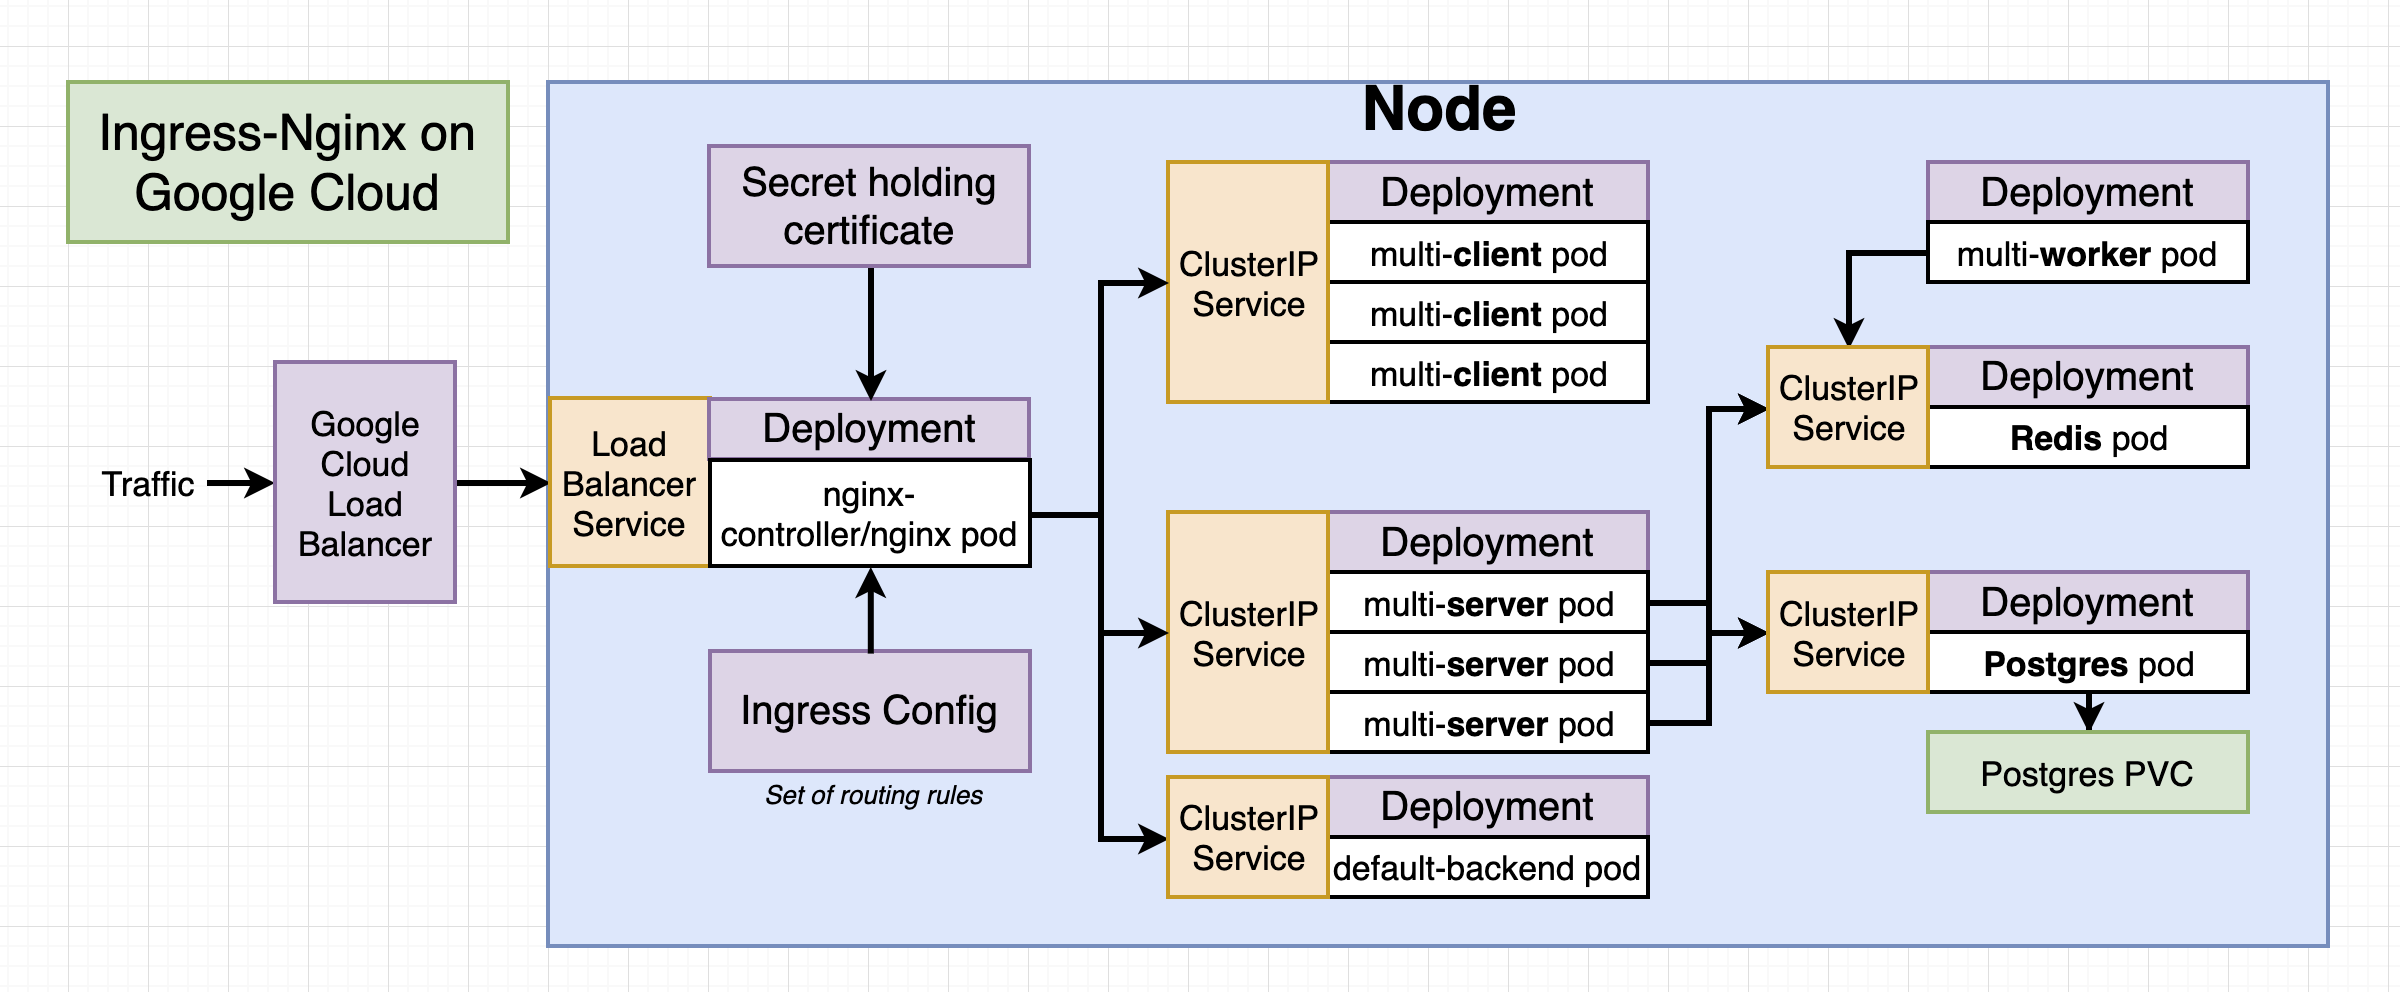 Ingress-Nginx on
Google Cloud
Traffic
Google
Cloud
Load
Balancer
Node
Secret holding
certificate
Load
Balancer
Service
Deployment
nginx-
controller/nginx pod
Ingress Config
Set of routing rules
ClusterIP
Service
Deployment
multi-client pod
multi-client pod
multi-client pod
ClusterIP
Service
Deployment
multi-server pod
multi-server pod
multi-server pod
ClusterIP
Service
Deployment
default-backend pod
Deployment
multi-worker pod
ClusterIP
Service
Deployment
Redis pod
ClusterIP
Service
Deployment
Postgres pod
Postgres PVC